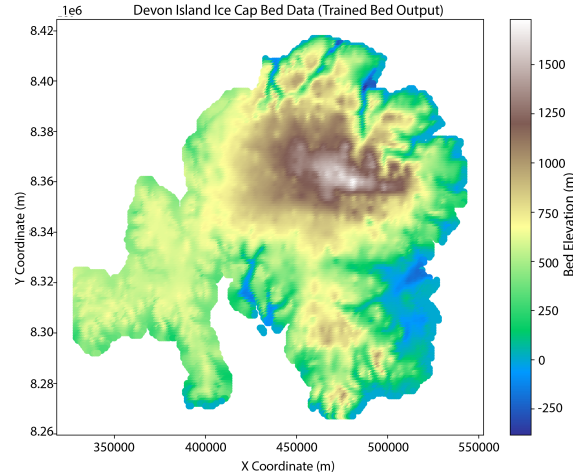 Devon Island Ice Cap Bed Data (Trained Bed Output)
1e6
8.42
8.40
8.38
8.36
8.34
8.32
8.30
8.28
8.26
Y Coordinate (m)
350000 400000 450000 500000 550000
X Coordinate (m)
1500
1250
1000
750
500
250
0
-250
Bed Elevation (m)